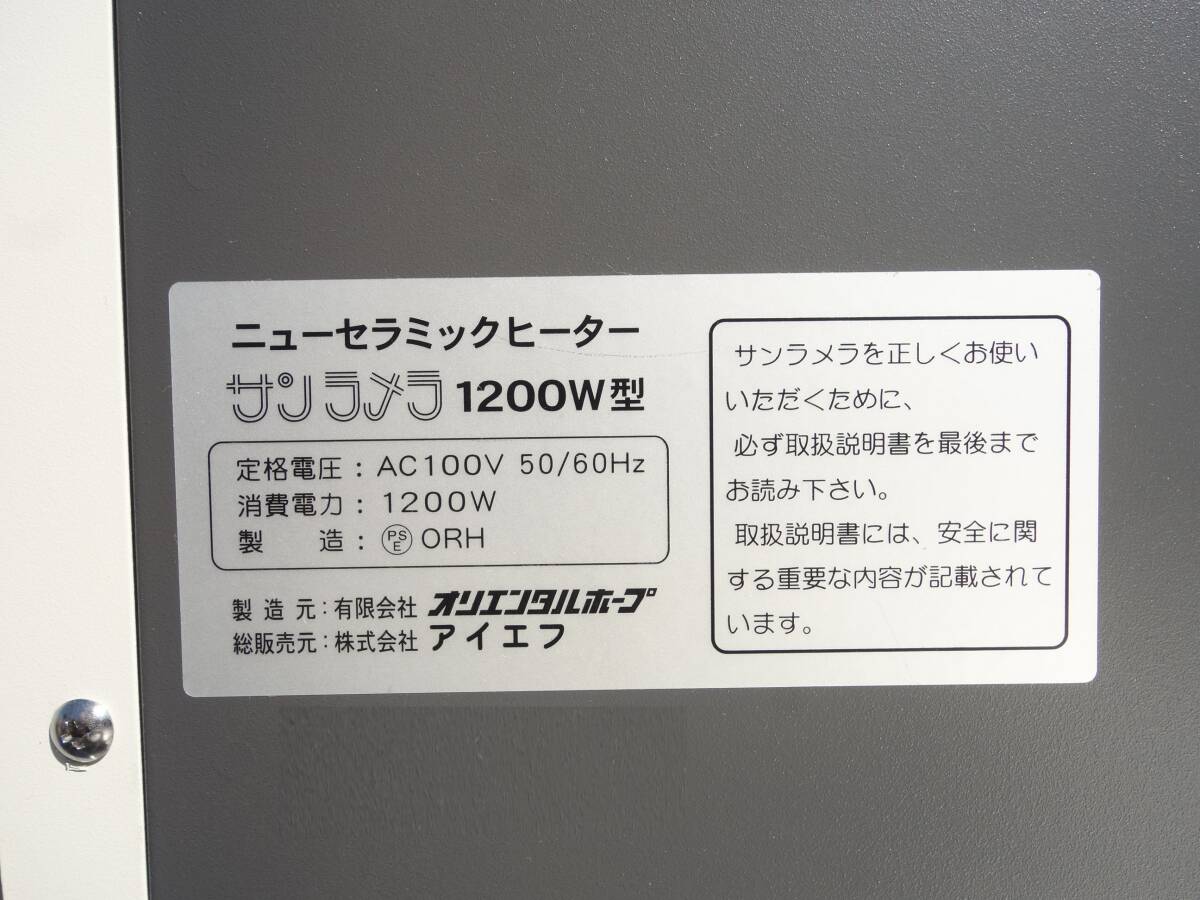 ニューセラミックヒーター
サンラメラ 1200W型
定格電圧：AC100V 50/60Hz
消費電力：1200W
製　　造：PSE ORH
製 造 元：有限会社 オリエンタルホープ
総販売元：株式会社 アイエフ
サンラメラを正しくお使い
いただくために、
必ず取扱説明書を最後まで
お読み下さい。
取扱説明書には、安全に関
する重要な内容が記載されて
います。